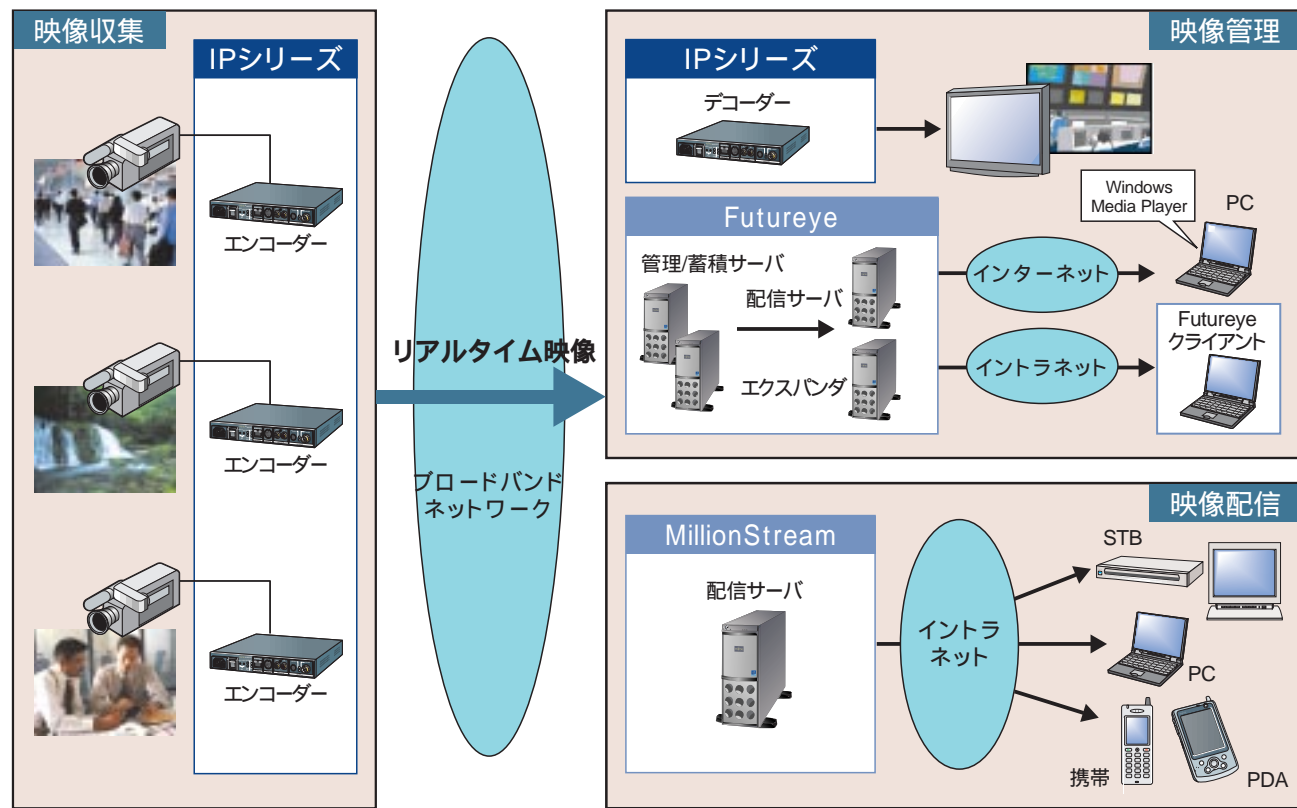 映像収集
IPシリーズ
エンコーダー
エンコーダー
エンコーダー
リアルタイム映像
ブロードバンド
ネットワーク
映像管理
IPシリーズ
デコーダー
Futureye
管理/蓄積サーバ
配信サーバ
エクスパンダ
インターネット
イントラネット
Windows
Media Player
PC
Futureye
クライアント
映像配信
MillionStream
配信サーバ
イントラ
ネット
STB
PC
携帯
PDA